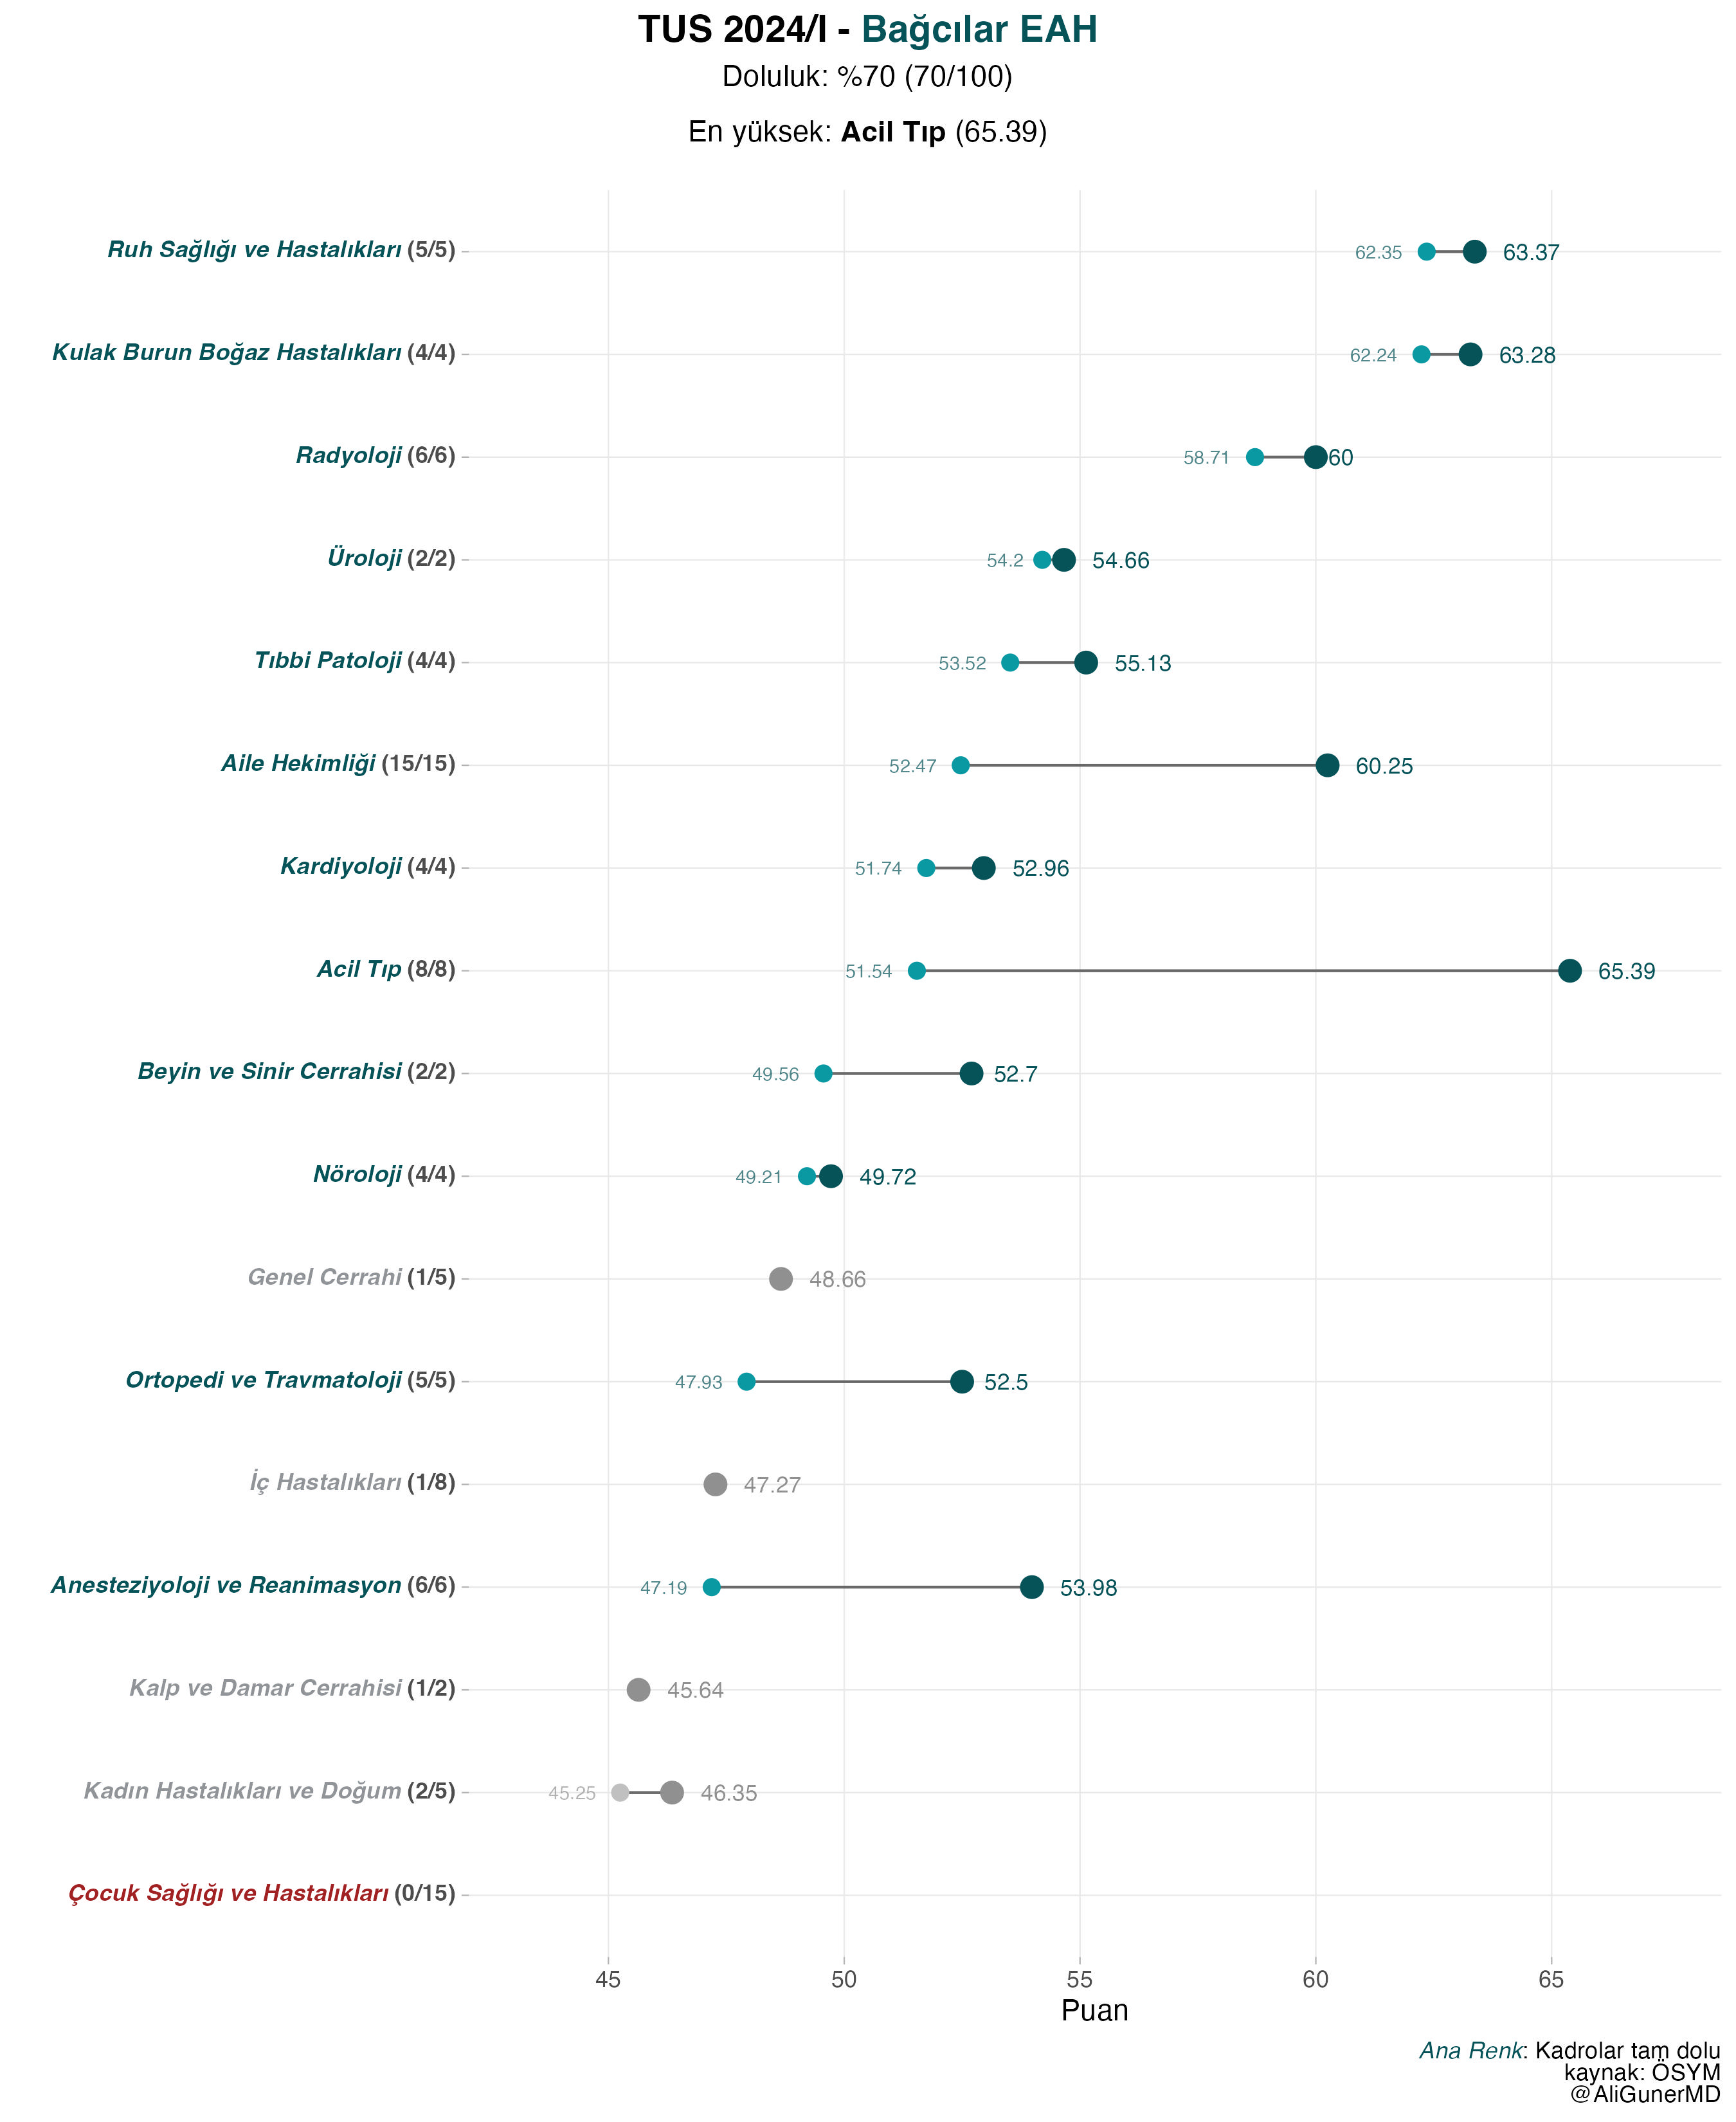 TUS 2024/I - Bağcılar EAH
Doluluk: %70 (70/100)
En yüksek: Acil Tıp (65.39)
Ruh Sağlığı ve Hastalıkları (5/5) 62.35 63.37
Kulak Burun Boğaz Hastalıkları (4/4) 62.24 63.28
Radyoloji (6/6) 58.71 60
Üroloji (2/2) 54.2 54.66
Tıbbi Patoloji (4/4) 53.52 55.13
Aile Hekimliği (15/15) 52.47 60.25
Kardiyoloji (4/4) 51.74 52.96
Acil Tıp (8/8) 51.54 65.39
Beyin ve Sinir Cerrahisi (2/2) 49.56 52.7
Nöroloji (4/4) 49.21 49.72
Genel Cerrahi (1/5) 48.66
Ortopedi ve Travmatoloji (5/5) 47.93 52.5
İç Hastalıkları (1/8) 47.27
Anesteziyoloji ve Reanimasyon (6/6) 47.19 53.98
Kalp ve Damar Cerrahisi (1/2) 45.64
Kadın Hastalıkları ve Doğum (2/5) 45.25 46.35
Çocuk Sağlığı ve Hastalıkları (0/15)
45 50 55 60 65
Puan
Ana Renk: Kadrolar tam dolu
kaynak: ÖSYM
@AliGunerMD